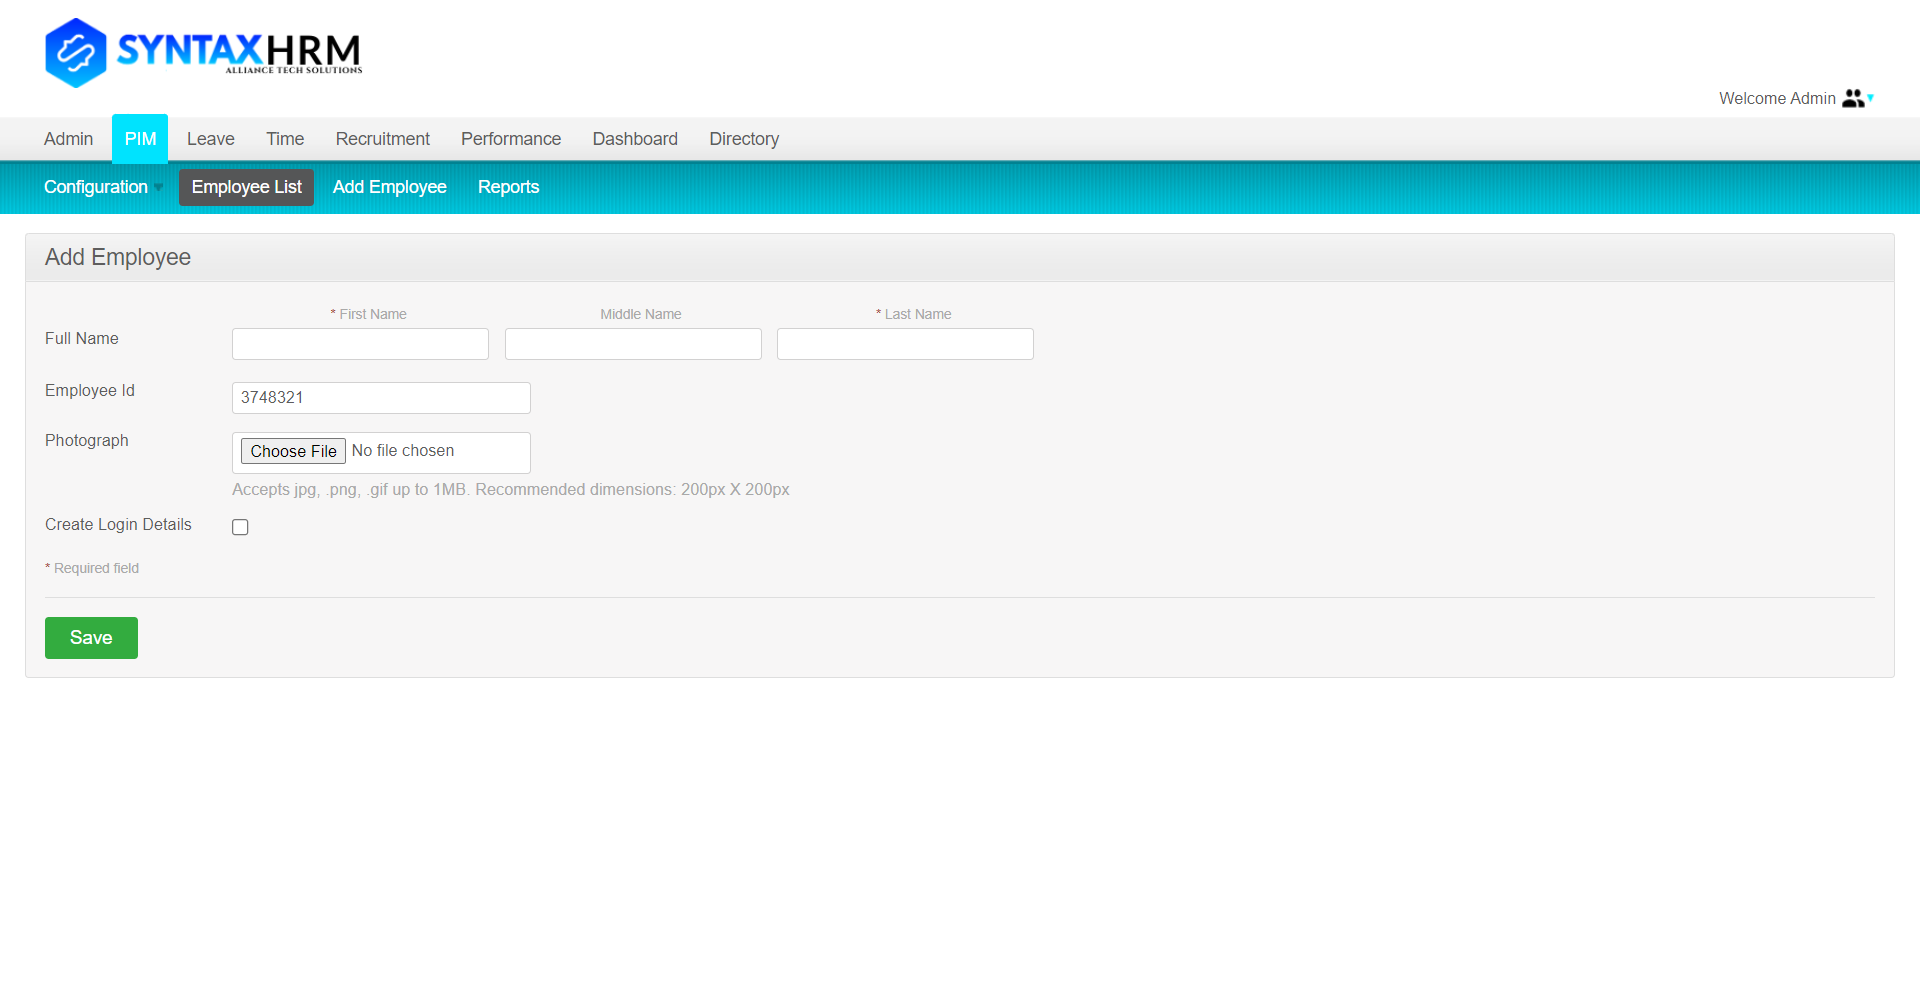 SYNTAXHRM
ALLIANCE TECH SOLUTIONS
Welcome Admin
Admin PIM Leave Time Recruitment Performance Dashboard Directory
Configuration Employee List Add Employee Reports
Add Employee
* First Name Middle Name * Last Name
Full Name
Employee Id 3748321
Photograph Choose File No file chosen
Accepts jpg, .png, .gif up to 1MB. Recommended dimensions: 200px X 200px
Create Login Details
* Required field
Save